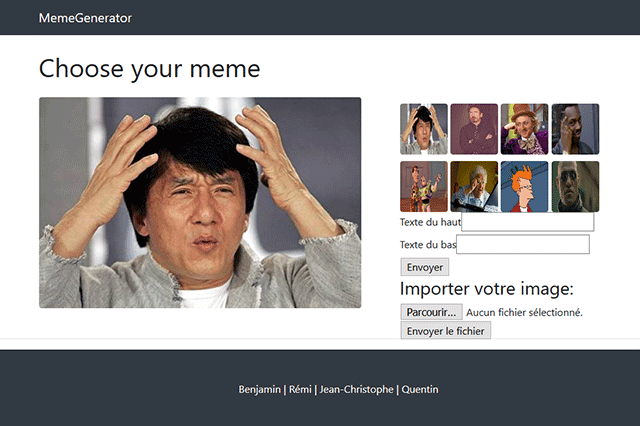 MemeGenerator
Choose your meme
Texte du haut
Texte du bas
Envoyer
Importer votre image:
Parcourir... Aucun fichier sélectionné.
Envoyer le fichier
Benjamin | Rémi | Jean-Christophe | Quentin